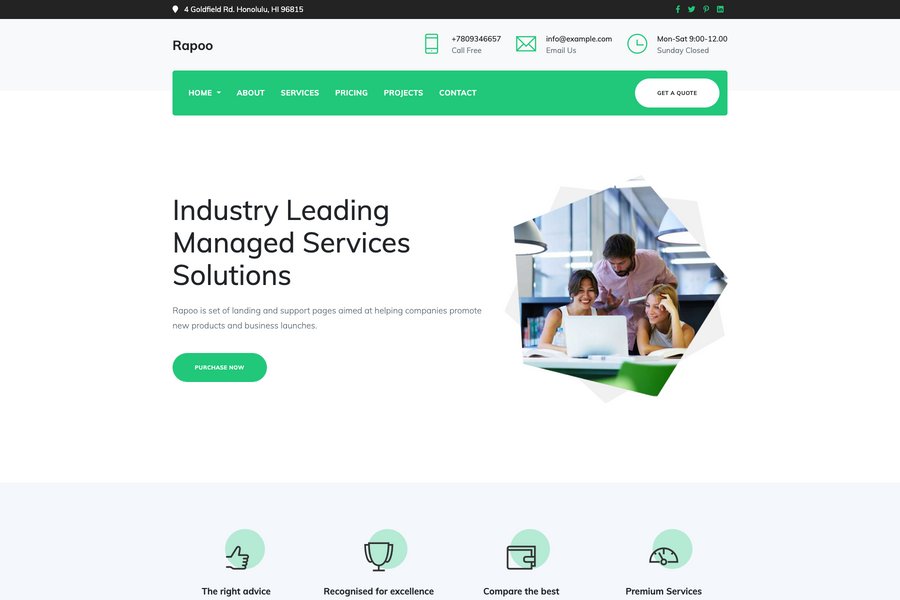 4 Goldfield Rd. Honolulu, HI 96815
Rapoo
+7809346657
Call Free
info@example.com
Email Us
Mon-Sat 9:00-12.00
Sunday Closed
HOME ABOUT SERVICES PRICING PROJECTS CONTACT
GET A QUOTE
Industry Leading
Managed Services
Solutions
Rapoo is set of landing and support pages aimed at helping companies promote
new products and business launches.
PURCHASE NOW
The right advice
Recognised for excellence
Compare the best
Premium Services